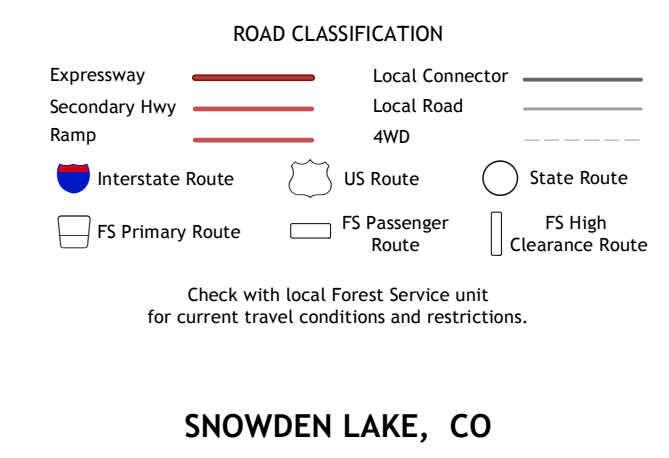 ROAD CLASSIFICATION
Expressway
Local Connector
Secondary Hwy
Local Road
Ramp
4WD
Interstate Route
US Route
State Route
FS Primary Route
FS Passenger
Route
FS High
Clearance Route
Check with local Forest Service unit
for current travel conditions and restrictions.
SNOWDEN LAKE, CO